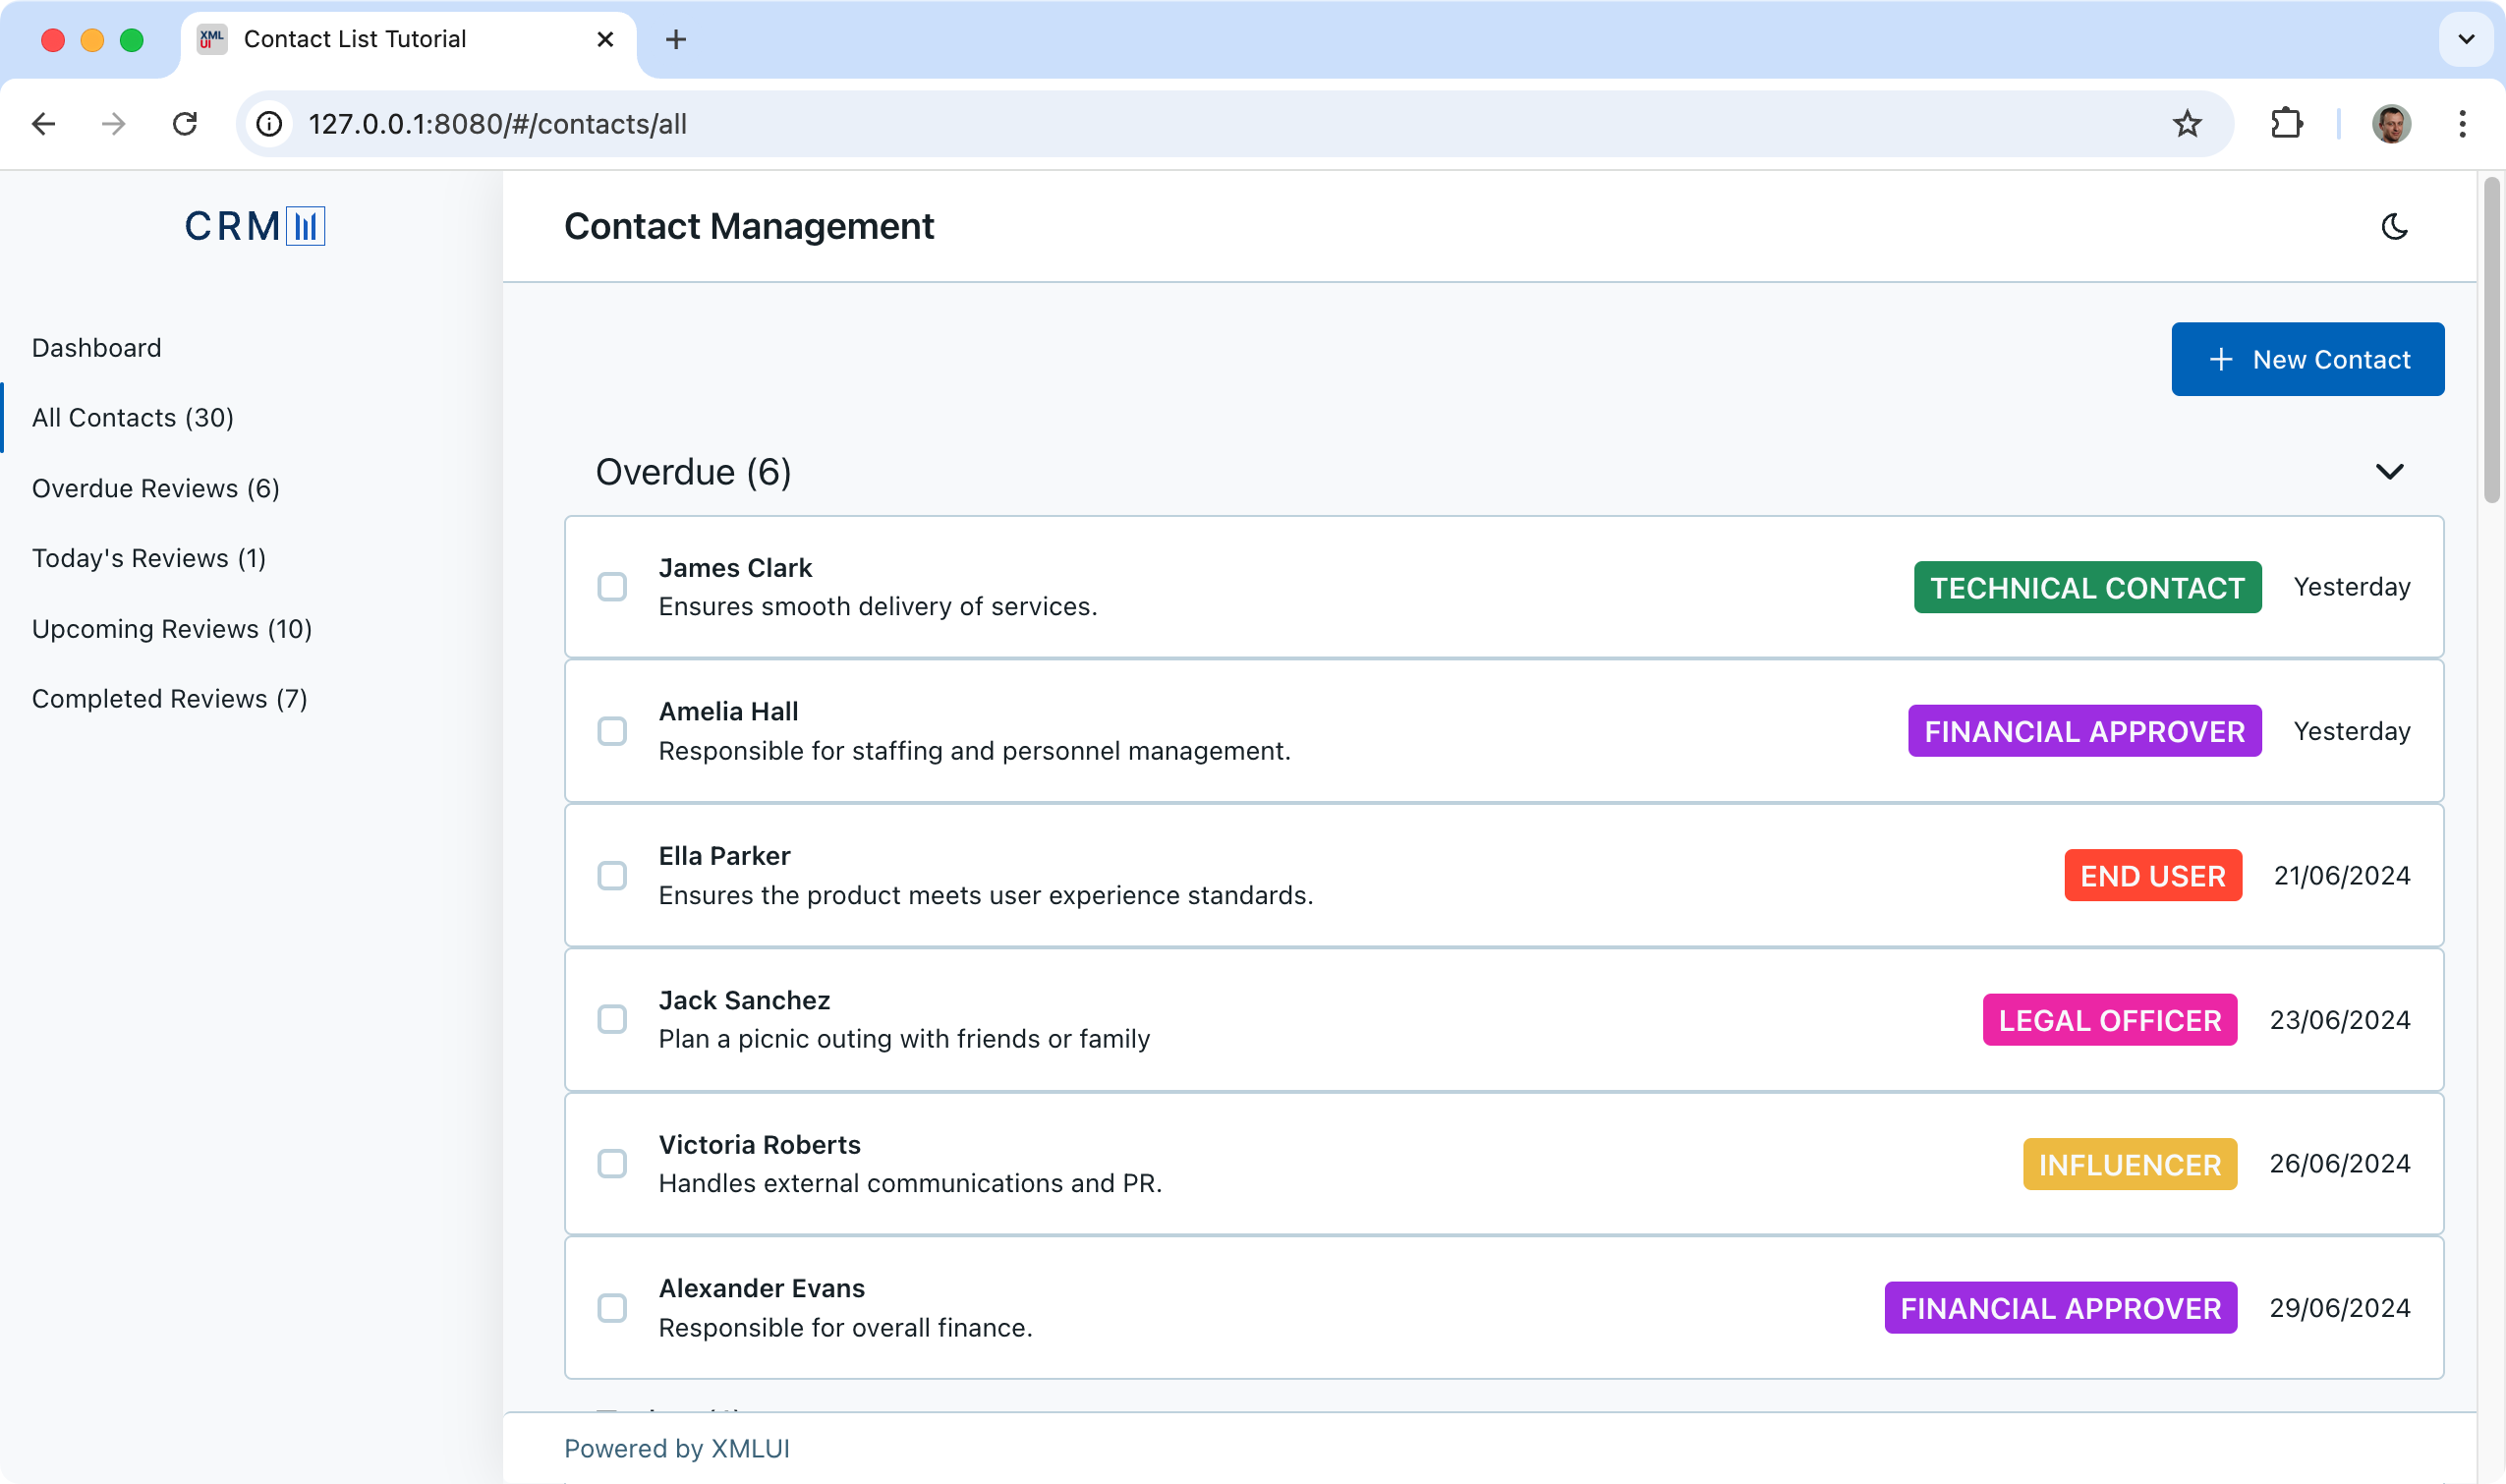 XML
UI
Contact List Tutorial
127.0.0.1:8080/#/contacts/all
CRM
Contact Management
Dashboard
All Contacts (30)
Overdue Reviews (6)
Today's Reviews (1)
Upcoming Reviews (10)
Completed Reviews (7)
New Contact
Overdue (6)
James Clark
Ensures smooth delivery of services.
TECHNICAL CONTACT
Yesterday
Amelia Hall
Responsible for staffing and personnel management.
FINANCIAL APPROVER
Yesterday
Ella Parker
Ensures the product meets user experience standards.
END USER
21/06/2024
Jack Sanchez
Plan a picnic outing with friends or family
LEGAL OFFICER
23/06/2024
Victoria Roberts
Handles external communications and PR.
INFLUENCER
26/06/2024
Alexander Evans
Responsible for overall finance.
FINANCIAL APPROVER
29/06/2024
Powered by XMLUI